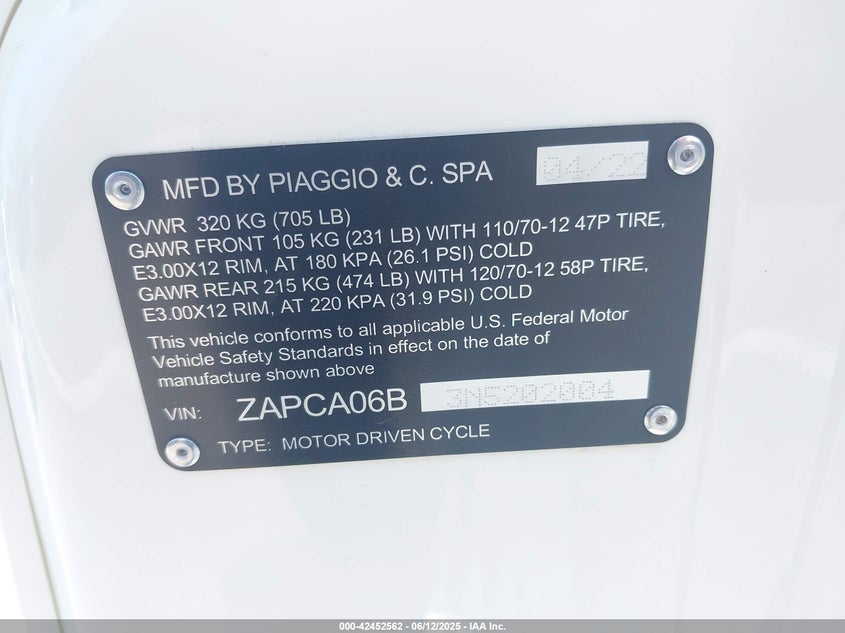 MFD BY PIAGGIO & C. SPA 04/22
GVWR 320 KG (705 LB)
GAWR FRONT 105 KG (231 LB) WITH 110/70-12 47P TIRE,
E3.00X12 RIM, AT 180 KPA (26.1 PSI) COLD
GAWR REAR 215 KG (474 LB) WITH 120/70-12 58P TIRE,
E3.00X12 RIM, AT 220 KPA (31.9 PSI) COLD
This vehicle conforms to all applicable U.S. Federal Motor
Vehicle Safety Standards in effect on the date of
manufacture shown above
VIN: ZAPCA06B 3N5202004
TYPE: MOTOR DRIVEN CYCLE
000-42452562 - 06/12/2025 - IAA Inc.